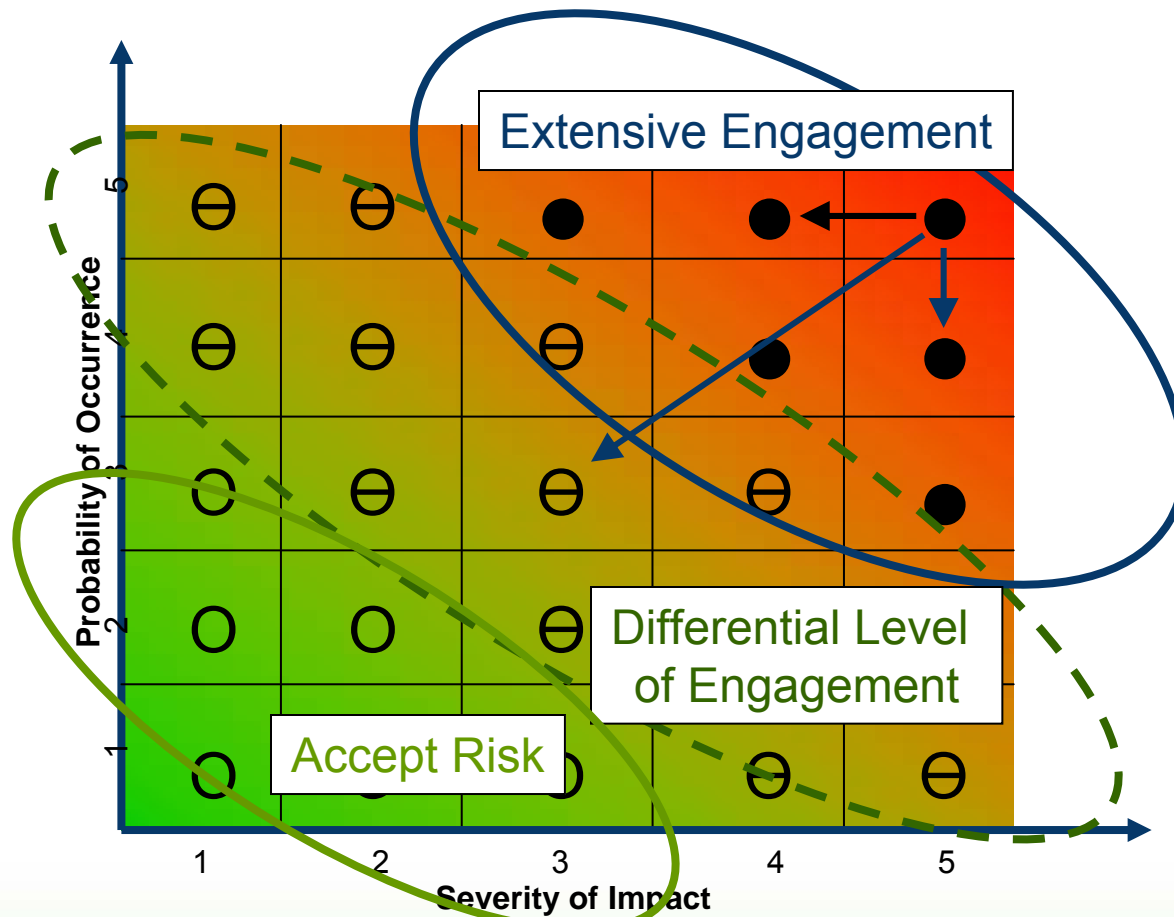 Extensive Engagement
5
4
3
2
1
Probability of Occurrence
Differential Level
of Engagement
Accept Risk
1
2
3
4
5
Severity of Impact